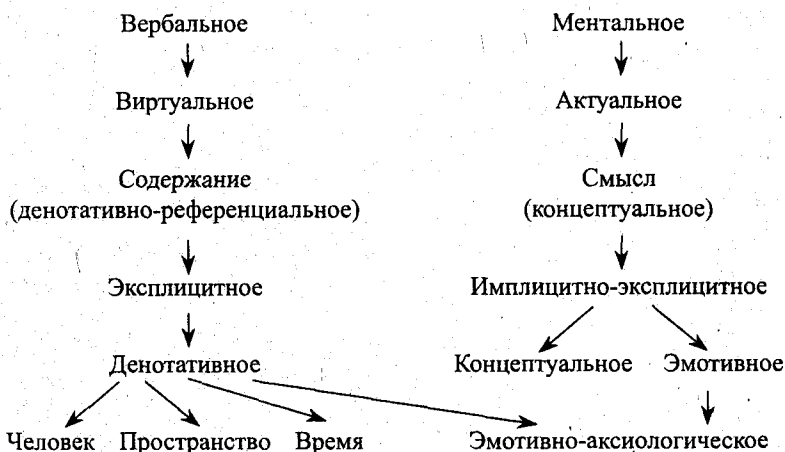 Вербальное Ментальное
Виртуальное Актуальное
Содержание Смысл
(денотативно-референциальное) (концептуальное)
Эксплицитное Имплицитно-эксплицитное
Денотативное Концептуальное Эмотивное
Человек Пространство Время Эмотивно-аксиологическое